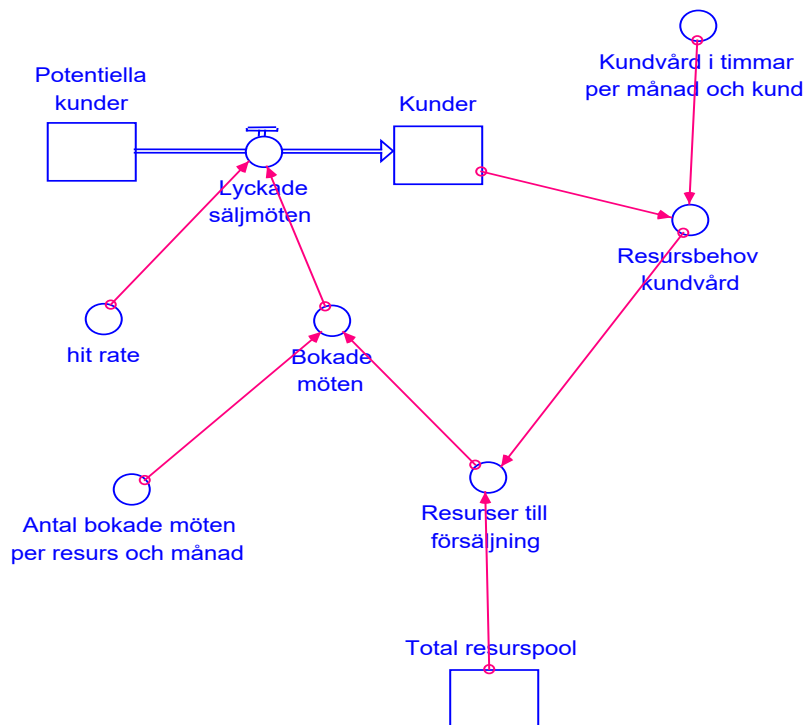 Kundvård i timmar
per månad och kund
Potentiella
kunder
Kunder
Lyckade
säljmöten
Resursbehov
kundvård
hit rate
Bokade
möten
Antal bokade möten
per resurs och månad
Resurser till
försäljning
Total resurspool